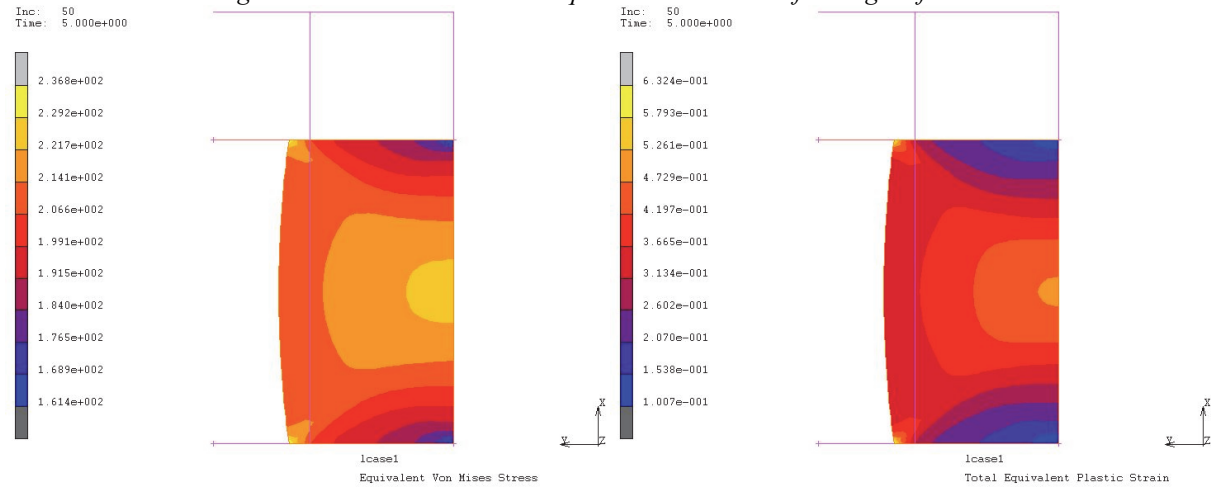 Inc: 50
Time: 5.000e+000
2.368e+002
2.292e+002
2.217e+002
2.141e+002
2.066e+002
1.991e+002
1.915e+002
1.840e+002
1.765e+002
1.689e+002
1.614e+002
X
Y
Z
lcase1
Equivalent Von Mises Stress
Inc: 50
Time: 5.000e+000
6.324e-001
5.793e-001
5.261e-001
4.729e-001
4.197e-001
3.665e-001
3.134e-001
2.602e-001
2.070e-001
1.538e-001
1.007e-001
X
Y
Z
lcase1
Total Equivalent Plastic Strain